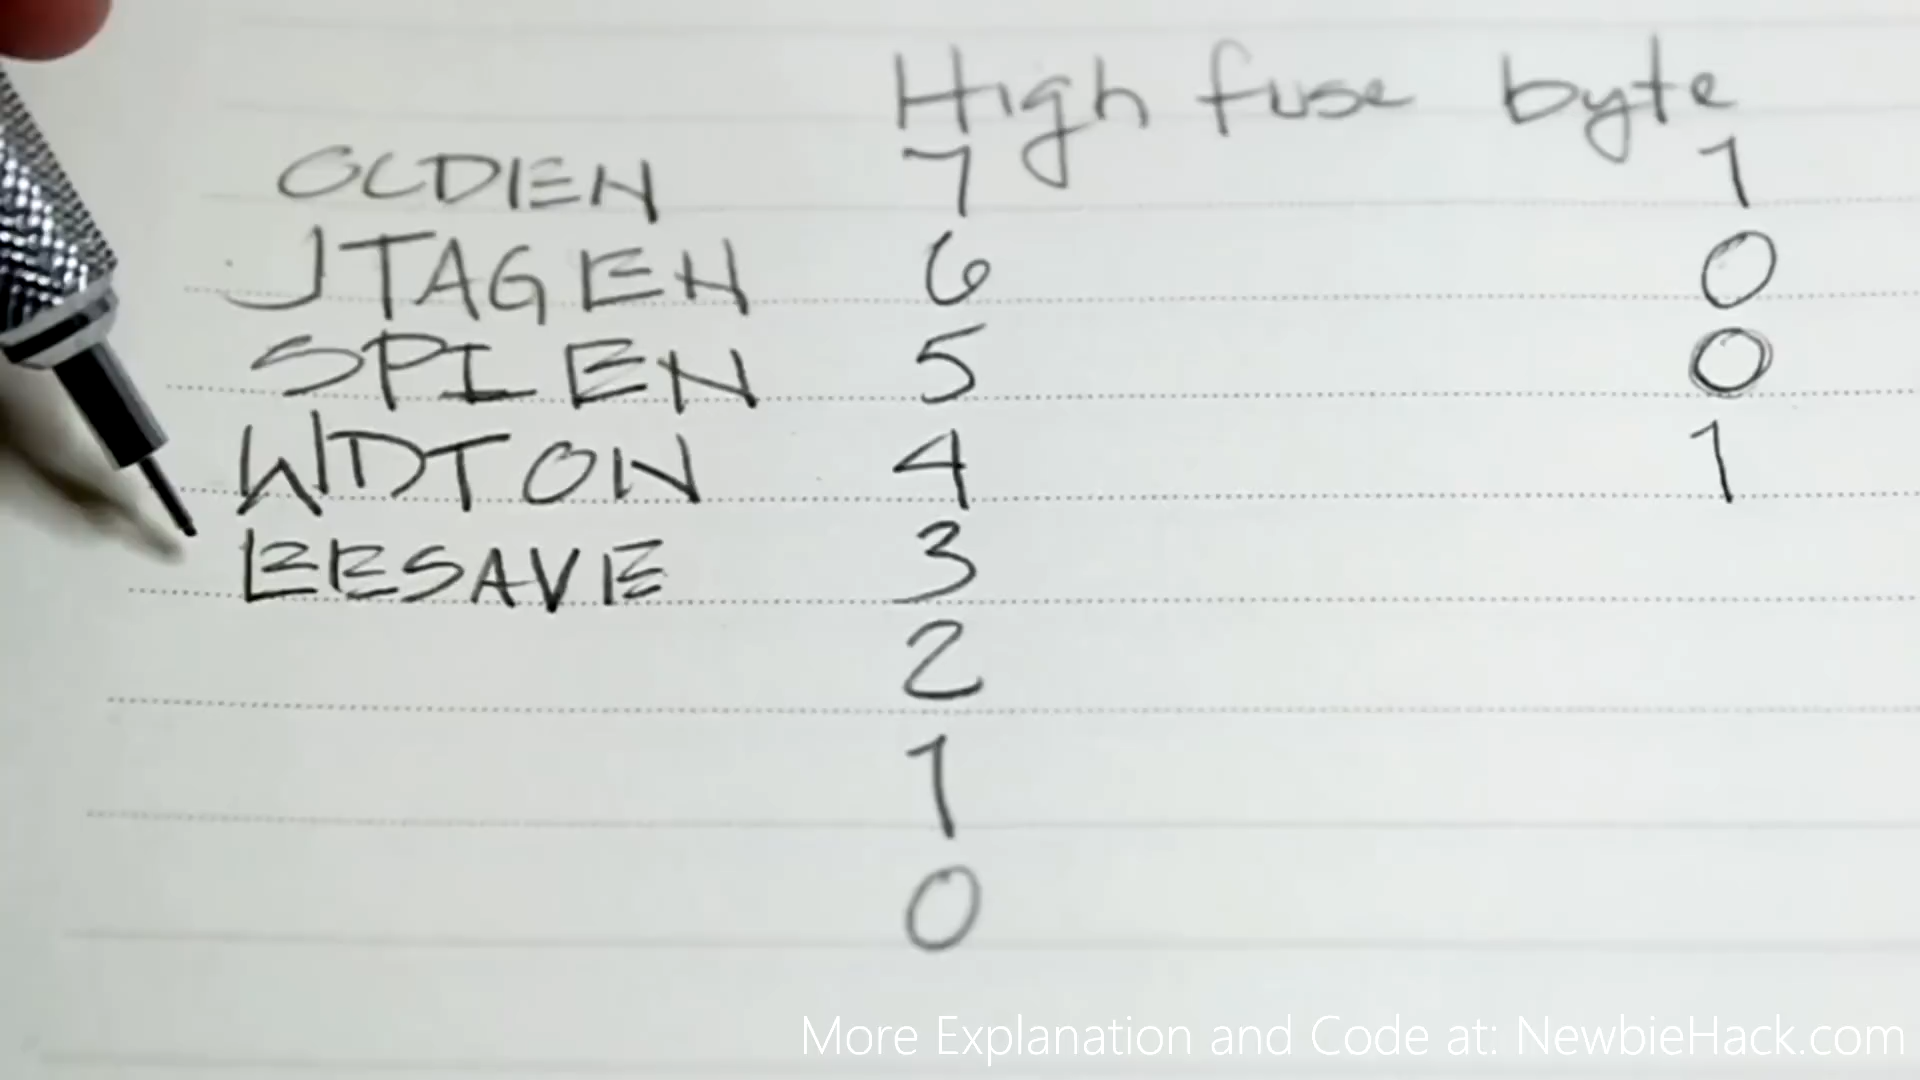 High fuse byte
OCDEN 7 1
JTAGEN 6 0
SPIEN 5 0
WDTON 4 1
EESAVE 3
2
1
0
More Explanation and Code at: NewbieHack.com